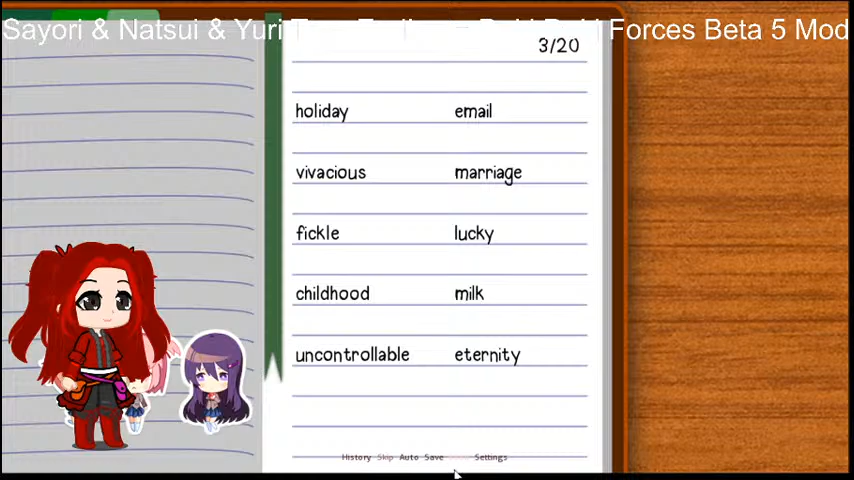 Sayori & Natsui & Yuri Forces Beta 5 Mod
3/20
holiday email
vivacious marriage
fickle lucky
childhood milk
uncontrollable eternity
History Skip Auto Save Settings